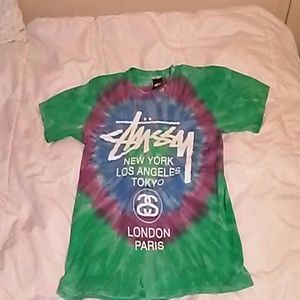 STÜSSY
NEW YORK
LOS ANGELES
TOKYO
LONDON
PARIS